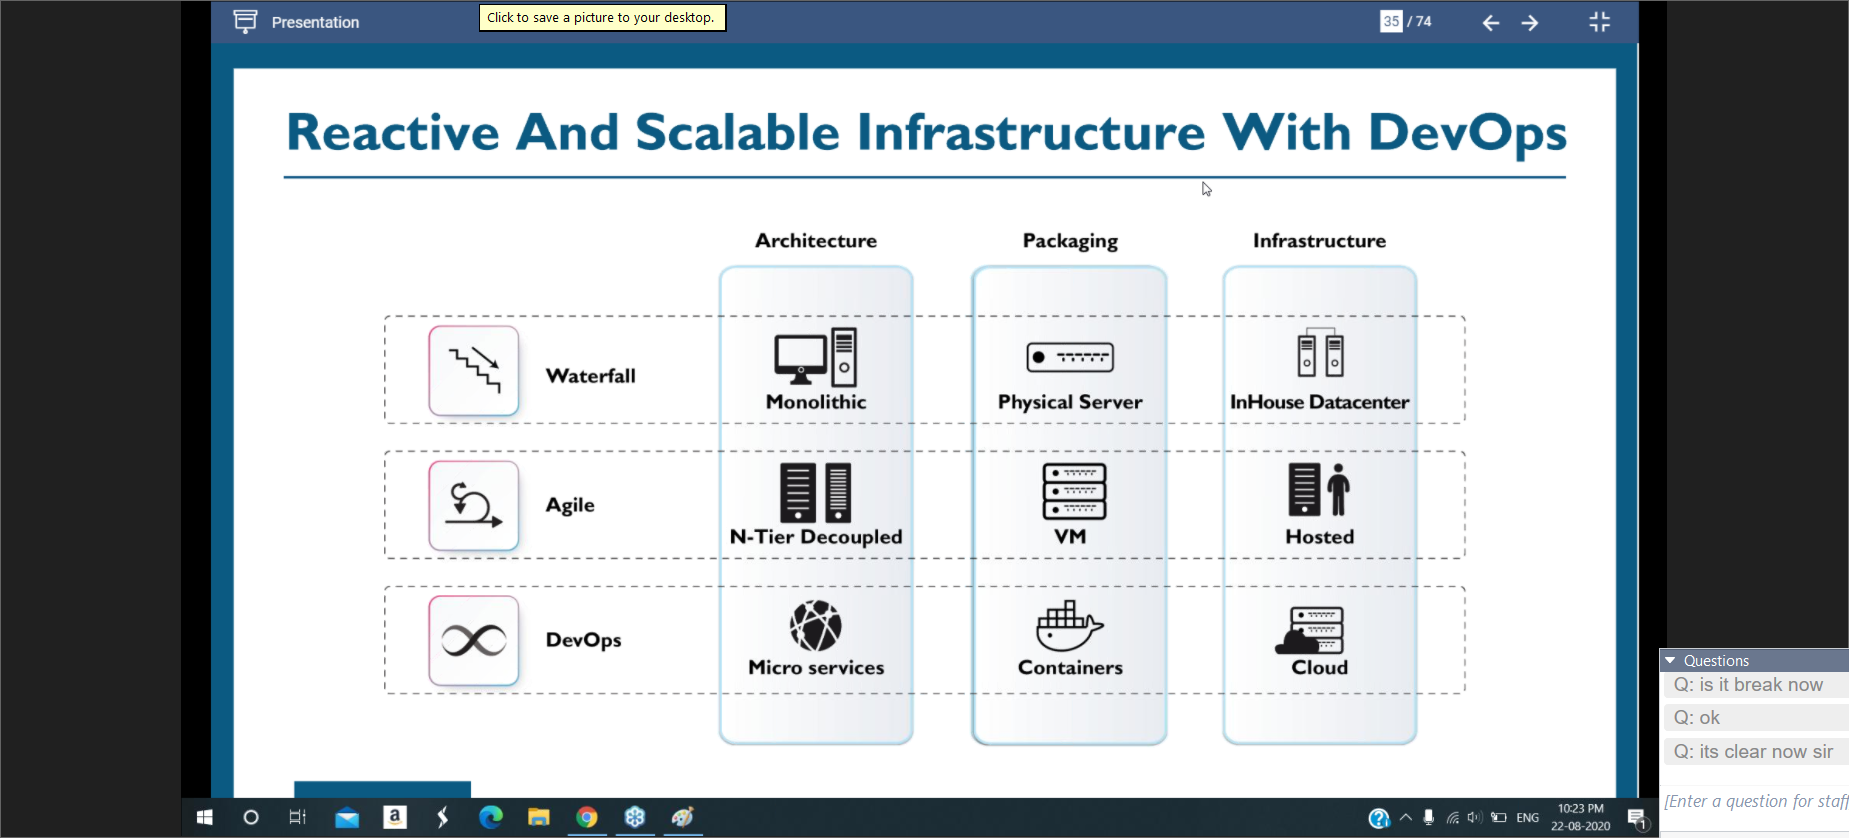 Presentation
Click to save a picture to your desktop.
35 / 74
Reactive And Scalable Infrastructure With DevOps
Architecture Packaging Infrastructure
Waterfall
Monolithic Physical Server InHouse Datacenter
Agile
N-Tier Decoupled VM Hosted
DevOps
Micro services Containers Cloud
Questions
Q: is it break now
Q: ok
Q: its clear now sir
[Enter a question for staff
a
ENG
10:23 PM
22-08-2020
1